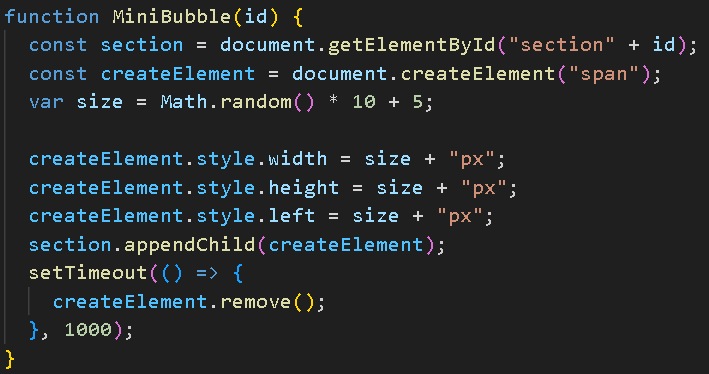 function MiniBubble(id) {
  const section = document.getElementById("section" + id);
  const createElement = document.createElement("span");
  var size = Math.random() * 10 + 5;

  createElement.style.width = size + "px";
  createElement.style.height = size + "px";
  createElement.style.left = size + "px";
  section.appendChild(createElement);
  setTimeout(() => {
    createElement.remove();
  }, 1000);
}